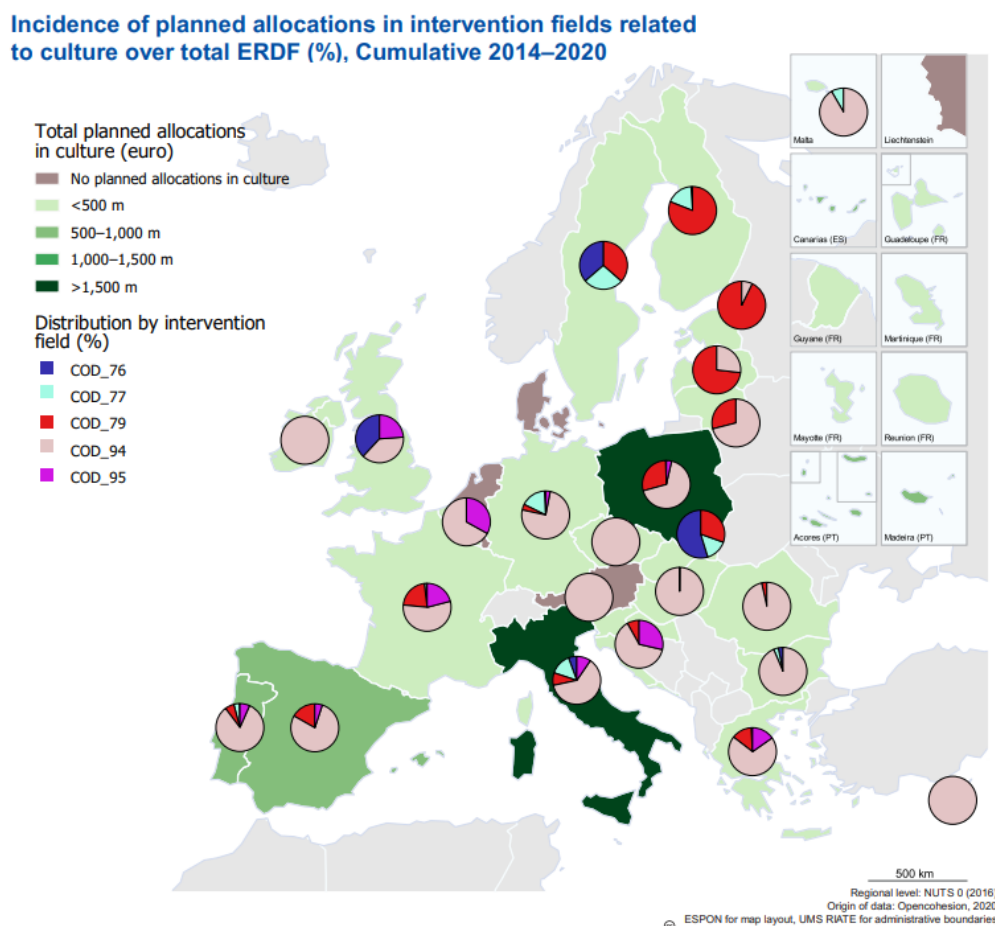 Incidence of planned allocations in intervention fields related
to culture over total ERDF (%), Cumulative 2014–2020
Total planned allocations
in culture (euro)
No planned allocations in culture
<500 m
500–1,000 m
1,000–1,500 m
>1,500 m
Distribution by intervention
field (%)
COD_76
COD_77
COD_79
COD_94
COD_95
Malta
Liechtenstein
Canarias (ES)
Guadeloupe (FR)
Guyane (FR)
Martinique (FR)
Mayotte (FR)
Reunion (FR)
Acores (PT)
Madeira (PT)
500 km
Regional level: NUTS 0 (2016)
Origin of data: Opencohesion, 2020
ESPON for map layout, UMS RIATE for administrative boundaries